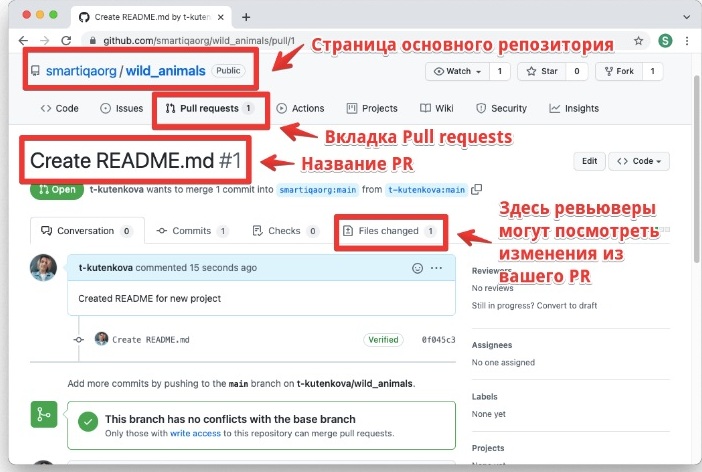 Create README.md by t-kutenkov
github.com/smartiqaorg/wild_animals/pull/1
S
smartiqaorg / wild_animals Public
Страница основного репозитория
Watch 1 Star 0 Fork 1
Code Issues Pull requests 1 Actions Projects Wiki Security Insights
Вкладка Pull requests
Create README.md #1
Название PR
Edit Code
Open t-kutenkova wants to merge 1 commit into smartiqaorg:main from t-kutenkova:main
Conversation 0 Commits 1 Checks 0 Files changed 1
Здесь ревьюверы
могут посмотреть
изменения из
вашего PR
t-kutenkova commented 15 seconds ago
Created README for new project
Create README.md Verified 0f045c3
Add more commits by pushing to the main branch on t-kutenkova/wild_animals.
This branch has no conflicts with the base branch
Only those with write access to this repository can merge pull requests.
Reviewers
No reviews
Still in progress? Convert to draft
Assignees
No one assigned
Labels
None yet
Projects